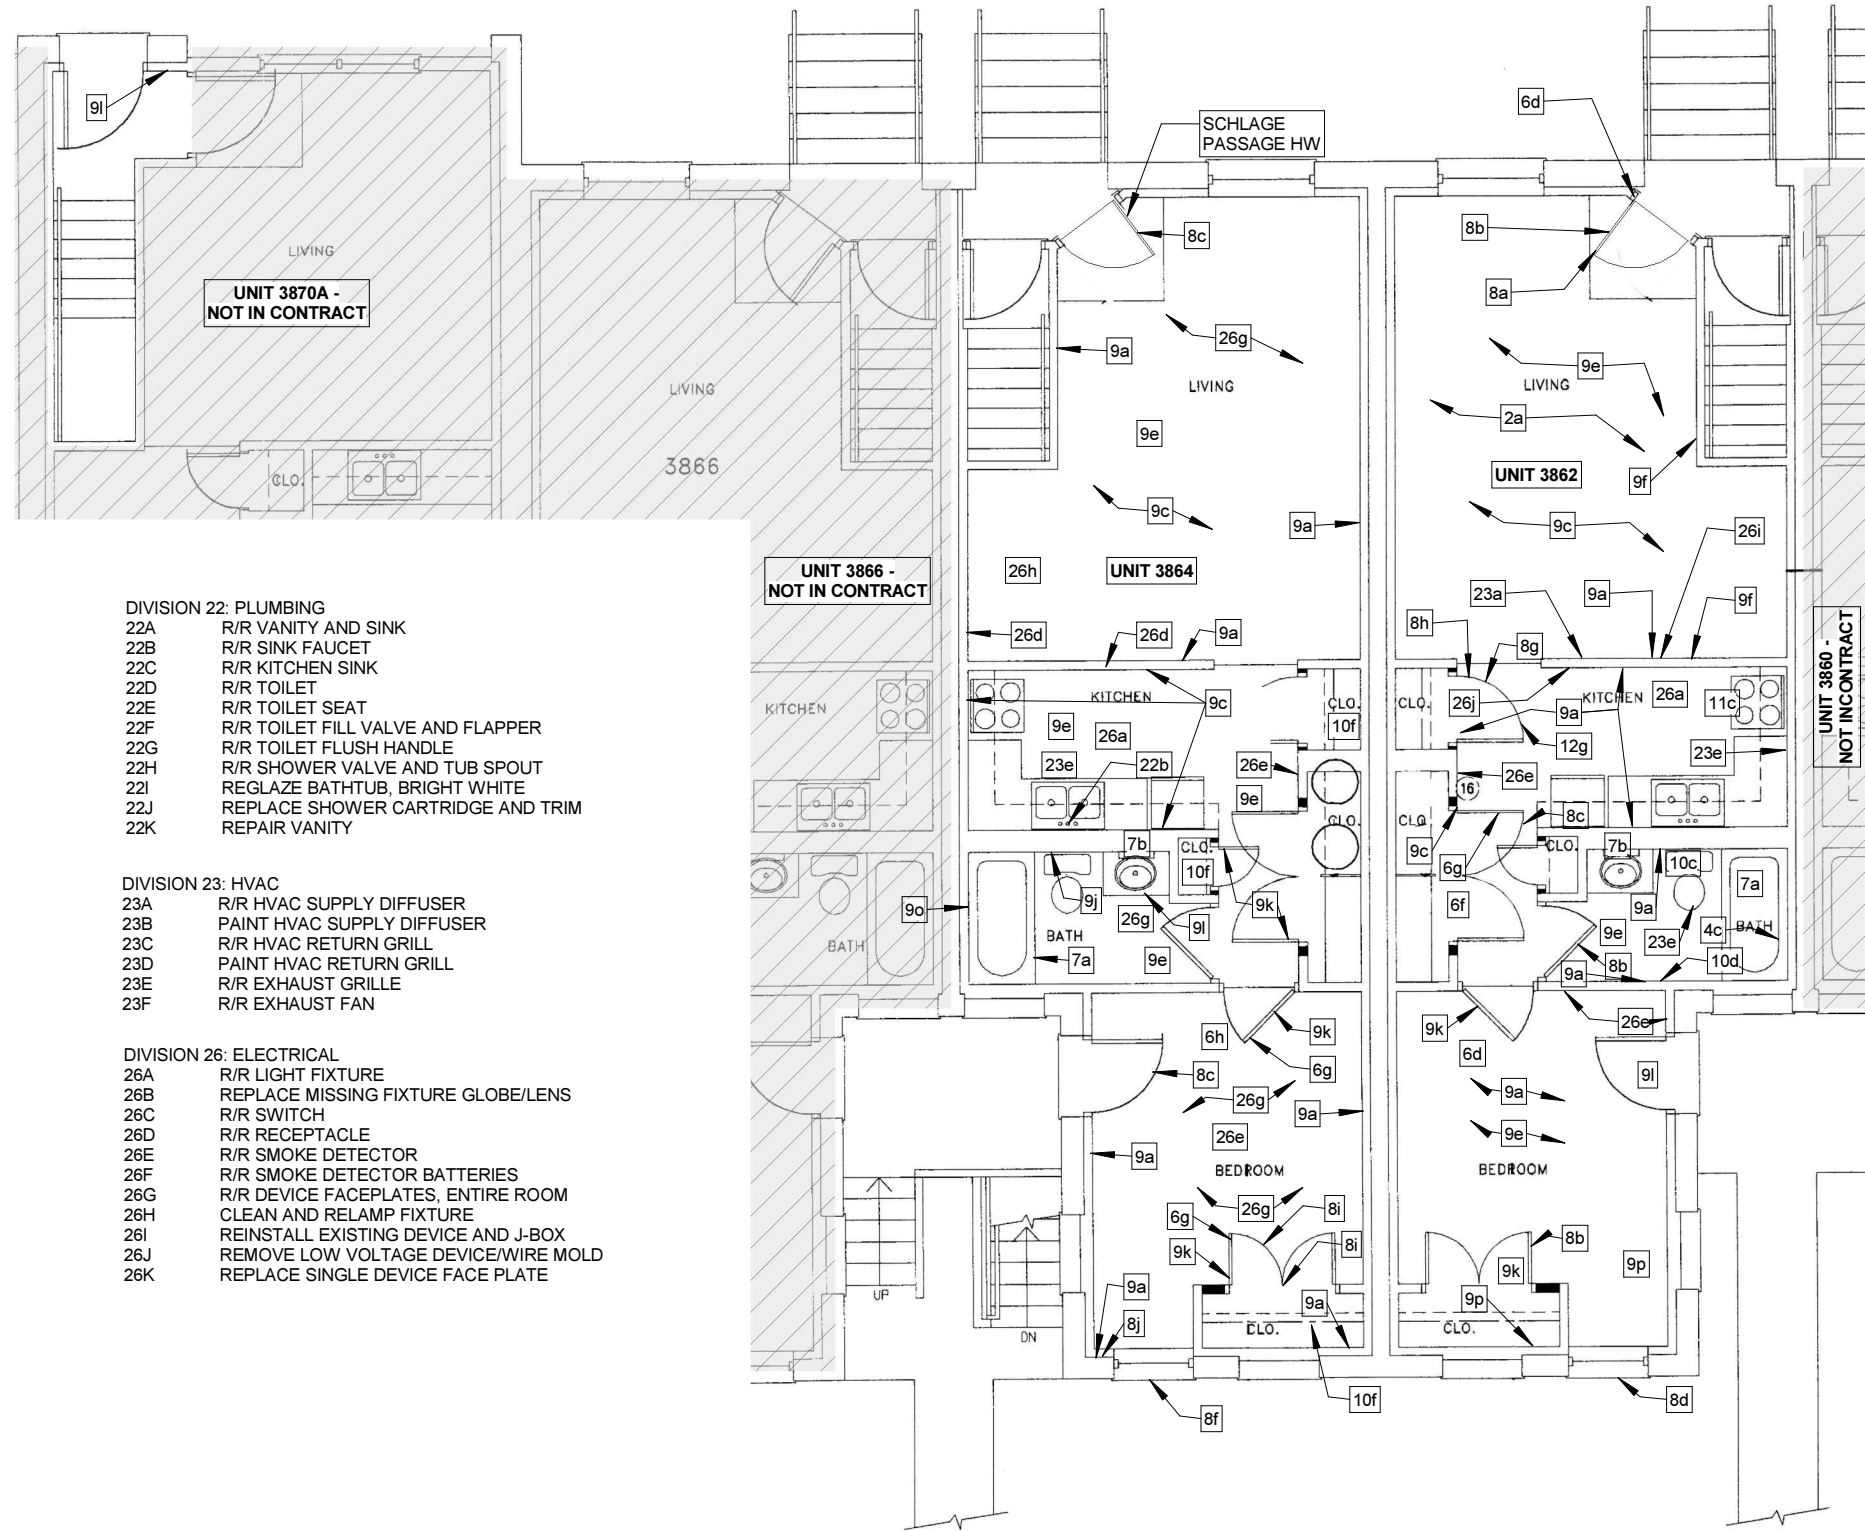 6d
SCHLAGE
PASSAGE HW
9l
8b
8c
LIVING
UNIT 3870A -
NOT IN CONTRACT
8a
26g
9a
9e
LIVING
LIVING
LIVING
2a
9e
3866
UNIT 3862
CLO.
9f
9c
9a
9c
26i
UNIT 3866 -
NOT IN CONTRACT
26h
UNIT 3864
23a
9a
9f
8h
26d
26d
9a
8g
UNIT 3860 -
NOT INCONTRACT
KITCHEN
KITCHEN
9c
CLO.
10f
CLO.
26j
9a
KITCHEN
26a
11c
9e
26a
12g
23e
23e
22b
26e
26e
16
9e
CLO.
CLO.
8c
7b
CLO.
10f
9c
6g
CLO.
7b
10c
7a
9o
9j
26g
9l
9k
6f
9a
9e
23e
4c
BATH
BATH
BATH
7a
9e
9a
8b
10d
6h
9k
9k
26e
6d
6g
8c
9l
26g
9a
9a
26e
9e
9a
BEDROOM
BEDROOM
6g
26g
8i
9k
8i
8b
9k
9p
9a
9a
9p
8j
UP
DN
CLO.
CLO.
10f
8d
8f
DIVISION 22: PLUMBING
22A R/R VANITY AND SINK
22B R/R SINK FAUCET
22C R/R KITCHEN SINK
22D R/R TOILET
22E R/R TOILET SEAT
22F R/R TOILET FILL VALVE AND FLAPPER
22G R/R TOILET FLUSH HANDLE
22H R/R SHOWER VALVE AND TUB SPOUT
22I REGLAZE BATHTUB, BRIGHT WHITE
22J REPLACE SHOWER CARTRIDGE AND TRIM
22K REPAIR VANITY
DIVISION 23: HVAC
23A R/R HVAC SUPPLY DIFFUSER
23B PAINT HVAC SUPPLY DIFFUSER
23C R/R HVAC RETURN GRILL
23D PAINT HVAC RETURN GRILL
23E R/R EXHAUST GRILLE
23F R/R EXHAUST FAN
DIVISION 26: ELECTRICAL
26A R/R LIGHT FIXTURE
26B REPLACE MISSING FIXTURE GLOBE/LENS
26C R/R SWITCH
26D R/R RECEPTACLE
26E R/R SMOKE DETECTOR
26F R/R SMOKE DETECTOR BATTERIES
26G R/R DEVICE FACEPLATES, ENTIRE ROOM
26H CLEAN AND RELAMP FIXTURE
26I REINSTALL EXISTING DEVICE AND J-BOX
26J REMOVE LOW VOLTAGE DEVICE/WIRE MOLD
26K REPLACE SINGLE DEVICE FACE PLATE